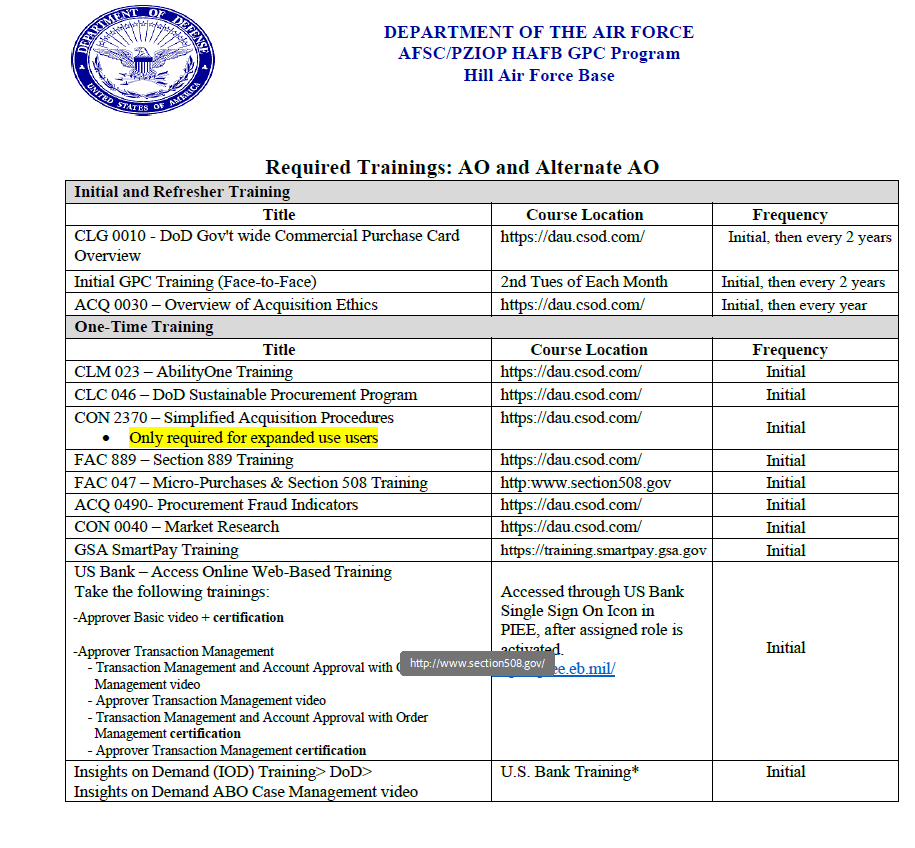 DEPARTMENT OF DEFENSE
UNITED STATES OF AMERICA
DEPARTMENT OF THE AIR FORCE
AFSC/PZIOP HAFB GPC Program
Hill Air Force Base
Required Trainings: AO and Alternate AO
Initial and Refresher Training
Title Course Location Frequency
CLG 0010 - DoD Gov't wide Commercial Purchase Card https://dau.csod.com/ Initial, then every 2 years
Overview
Initial GPC Training (Face-to-Face) 2nd Tues of Each Month Initial, then every 2 years
ACQ 0030 – Overview of Acquisition Ethics https://dau.csod.com/ Initial, then every year
One-Time Training
Title Course Location Frequency
CLM 023 – AbilityOne Training https://dau.csod.com/ Initial
CLC 046 – DoD Sustainable Procurement Program https://dau.csod.com/ Initial
CON 2370 – Simplified Acquisition Procedures https://dau.csod.com/ Initial
• Only required for expanded use users
FAC 889 – Section 889 Training https://dau.csod.com/ Initial
FAC 047 – Micro-Purchases & Section 508 Training http:www.section508.gov Initial
ACQ 0490- Procurement Fraud Indicators https://dau.csod.com/ Initial
CON 0040 – Market Research https://dau.csod.com/ Initial
GSA SmartPay Training https://training.smartpay.gsa.gov Initial
US Bank – Access Online Web-Based Training
Take the following trainings:
-Approver Basic video + certification
-Approver Transaction Management
- Transaction Management and Account Approval with
Management video
- Approver Transaction Management video
- Transaction Management and Account Approval with Order
Management certification
- Approver Transaction Management certification
Accessed through US Bank
Single Sign On Icon in
PIEE, after assigned role is
activated.
http://www.section508.gov/
ee.eb.mil/
Initial
Insights on Demand (IOD) Training> DoD> U.S. Bank Training* Initial
Insights on Demand ABO Case Management video